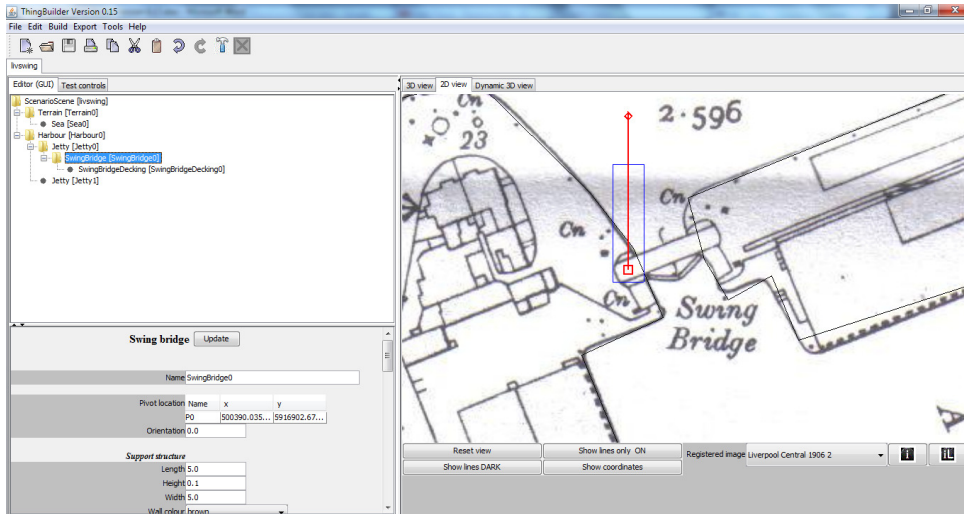 ThingBuilder Version 0.15
File Edit Build Export Tools Help
livswing
Editor (GUI) Test controls
ScenarioScene [livswing]
Terrain [Terrain0]
Sea [Sea0]
Harbour [Harbour0]
Jetty [Jetty0]
SwingBridge [SwingBridge0]
SwingBridgeDecking [SwingBridgeDecking0]
Jetty [Jetty1]
Swing bridge Update
Name SwingBridge0
Pivot location Name x y
P0 500390.035... 5916902.67...
Orientation 0.0
Support structure
Length 5.0
Height 0.1
Width 5.0
Wall colour brown
3D view 2D view Dynamic 3D view
Cn
23
2·596
Cn
Cn
Cn
Swing
Bridge
A
Reset view Show lines only ON Registered image Liverpool Central 1906 2 i iL
Show lines DARK Show coordinates